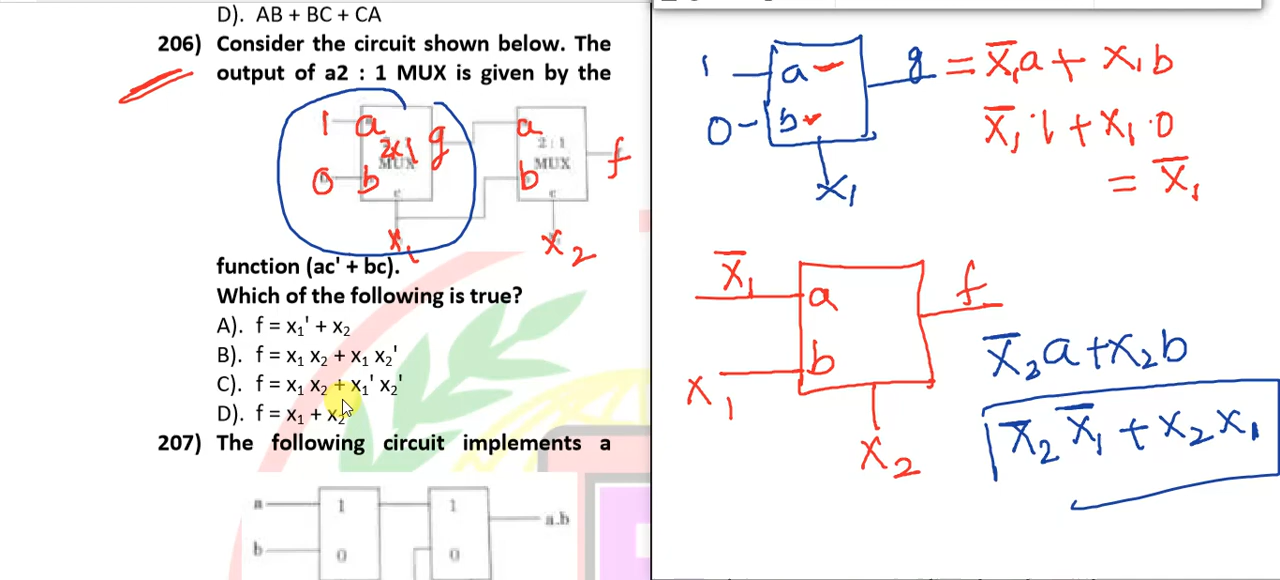 D). AB + BC + CA
206) Consider the circuit shown below. The
output of a2 : 1 MUX is given by the
1 a 2x1 g a 2 : 1
MUX MUX f
0 b b
c c
x₁ x₂
function (ac' + bc).
Which of the following is true?
A). f = x₁' + x₂
B). f = x₁ x₂ + x₁ x₂'
C). f = x₁ x₂ + x₁' x₂'
D). f = x₁ + x₂'
207) The following circuit implements a
a 1 1 a.b
b 0 0
1 a g = x̅₁a + x₁b
0 b x̅₁·1 + x₁·0
x₁ = x̅₁
x̅₁ a f
b x̅₂a + x₂b
x₁
x̅₂ x̅₁ + x₂ x₁
x₂